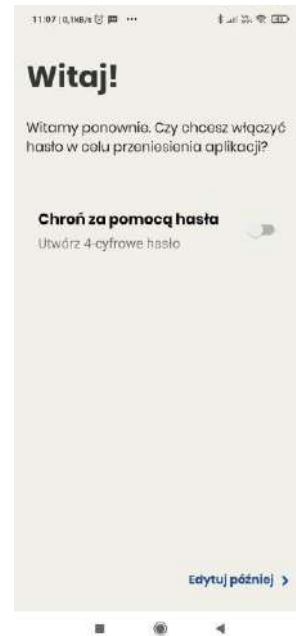 11:07 | 0,1KB/s
Witaj!
Witamy ponownie. Czy chcesz włączyć
hasło w celu przeniesienia aplikacji?
Chroń za pomocą hasła
Utwórz 4-cyfrowe hasło
Edytuj później >